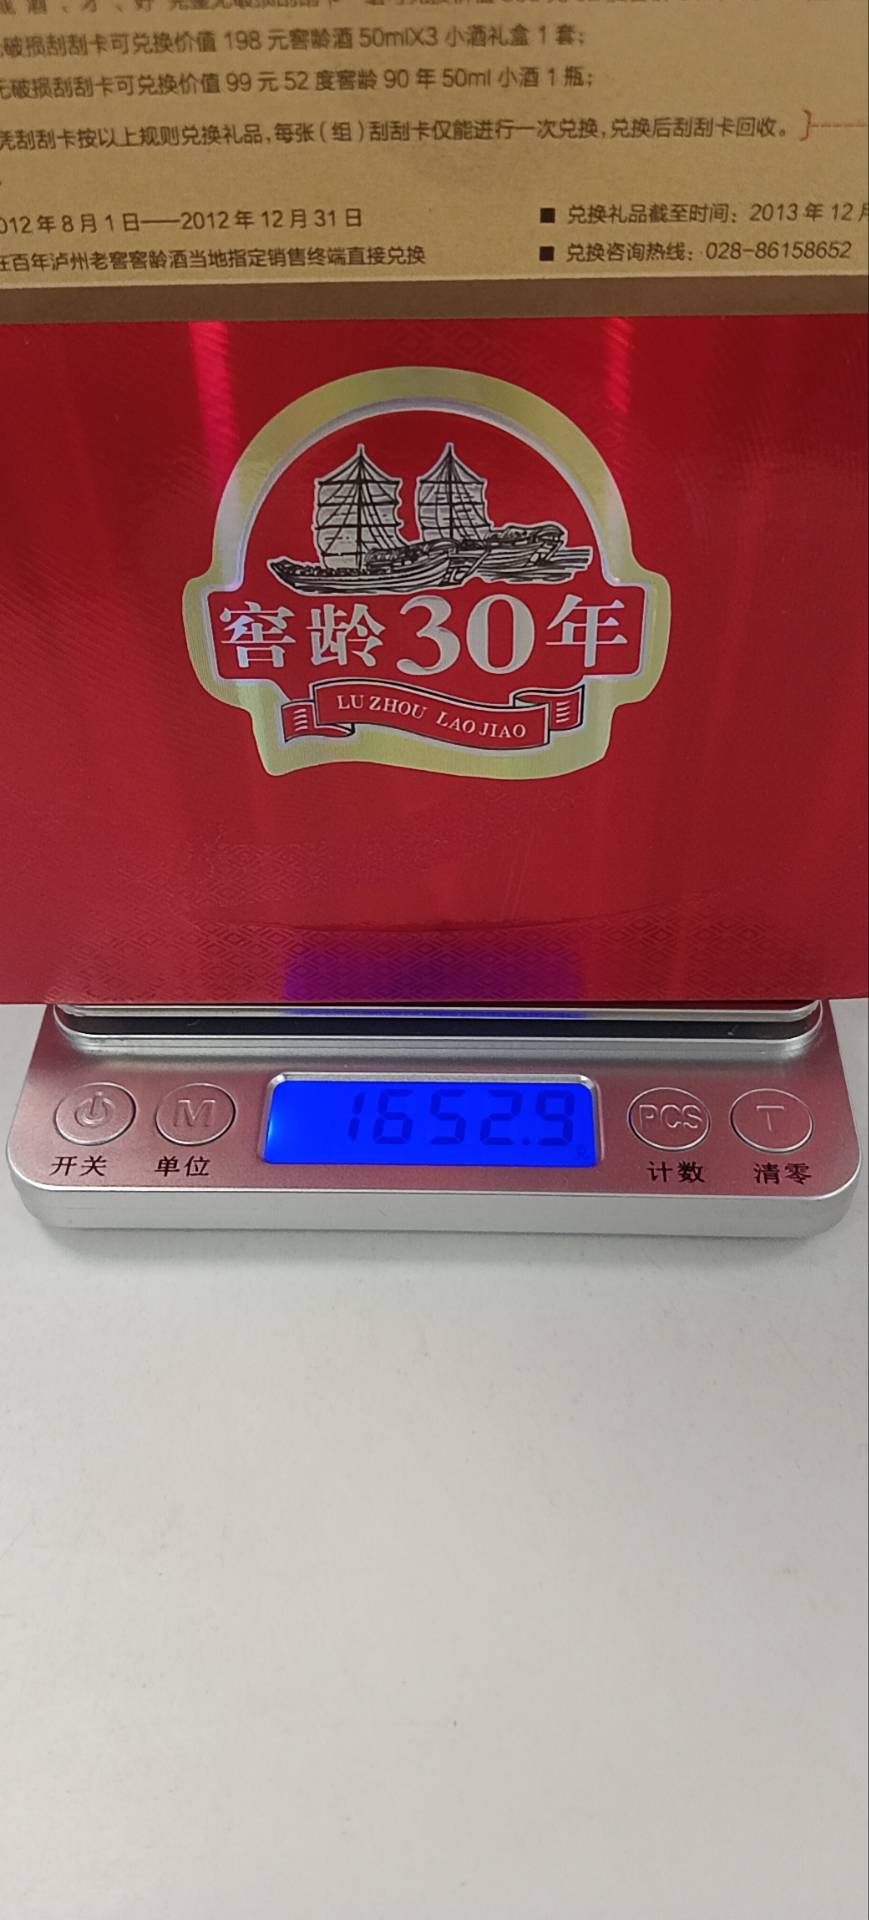 破损刮刮卡可兑换价值 198 元窖龄酒 50mlX3 小酒礼盒 1 套；
无破损刮刮卡可兑换价值 99 元 52 度窖龄 90 年 50ml 小酒 1 瓶；
凭刮刮卡按以上规则兑换礼品，每张（组）刮刮卡仅能进行一次兑换，兑换后刮刮卡回收。
012 年 8 月 1 日——2012 年 12 月 31 日
■ 兑换礼品截至时间：2013 年 12 月
在百年泸州老窖窖龄酒当地指定销售终端直接兑换
■ 兑换咨询热线：028-86158652
窖龄30年
LU ZHOU LAO JIAO
1652.9
克
M
PCS
T
开关
单位
计数
清零